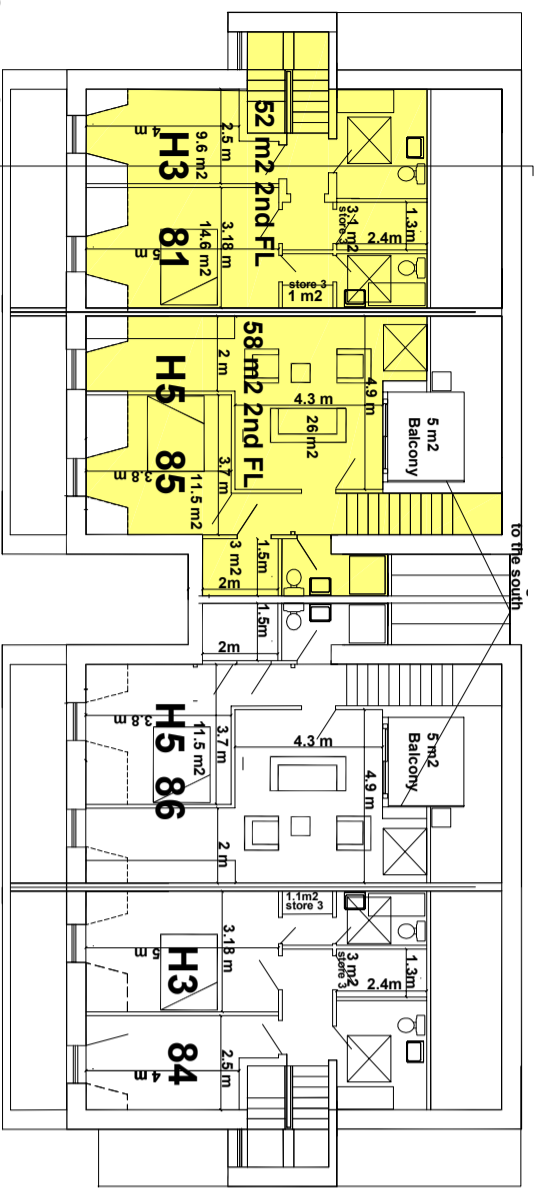 52 m2 2nd FL
2.5 m
4 m
9.6 m2
H3 81
3.18 m
5 m
14.6 m2
3.1 m2
store 3
1.3m
2.4m
store 3
1 m2
58 m2 2nd FL
2 m
H5 85
4.3 m
4.9 m
26 m2
5 m2
Balcony
3.7 m
3.8 m
11.5 m2
to the south
3 m2
1.5m
2m
1.5m
2m
H5 86
3.8 m
11.5 m2
3.7 m
4.3 m
4.9 m
5 m2
Balcony
2 m
1.1m2
store 3
3.18 m
5 m
H3 84
3 m2
store 3
1.3m
2.4m
2.5 m
4 m